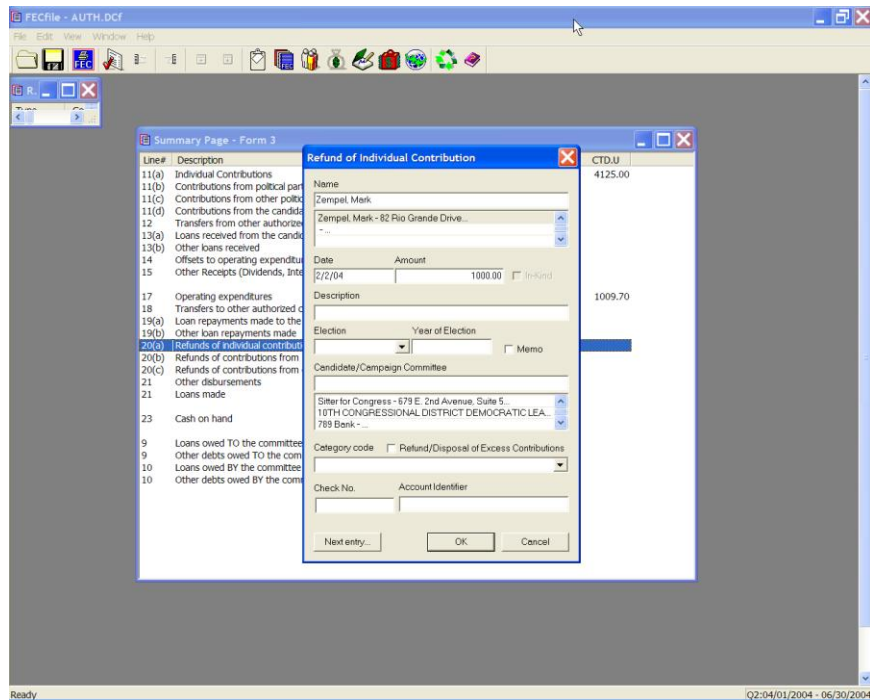 FECfile - AUTH.DCf
File Edit View Window Help
FEC
R.
Summary Page - Form 3
Line# Description CTD.U
11(a) Individual Contributions 4125.00
11(b) Contributions from political part
11(c) Contributions from other politic
11(d) Contributions from the candida
12 Transfers from other authorize
13(a) Loans received from the candid
13(b) Other loans received
14 Offsets to operating expenditu
15 Other Receipts (Dividends, Inte
17 Operating expenditures 1009.70
18 Transfers to other authorized c
19(a) Loan repayments made to the
19(b) Other loan repayments made
20(a) Refunds of individual contributi
20(b) Refunds of contributions from
20(c) Refunds of contributions from
21 Other disbursements
21 Loans made
23 Cash on hand
9 Loans owed TO the committee
9 Other debts owed TO the com
10 Loans owed BY the committee
10 Other debts owed BY the comm
Refund of Individual Contribution
Name
Zempel, Mark
Zempel, Mark - 82 Rio Grande Drive...
- ...
Date Amount
2/2/04 1000.00 In-Kind
Description
Election Year of Election
Memo
Candidate/Campaign Committee
Sitter for Congress - 679 E. 2nd Avenue, Suite 5...
10TH CONGRESSIONAL DISTRICT DEMOCRATIC LEA...
789 Bank - ...
Category code Refund/Disposal of Excess Contributions
Check No. Account Identifier
Next entry... OK Cancel
Ready Q2:04/01/2004 - 06/30/2004